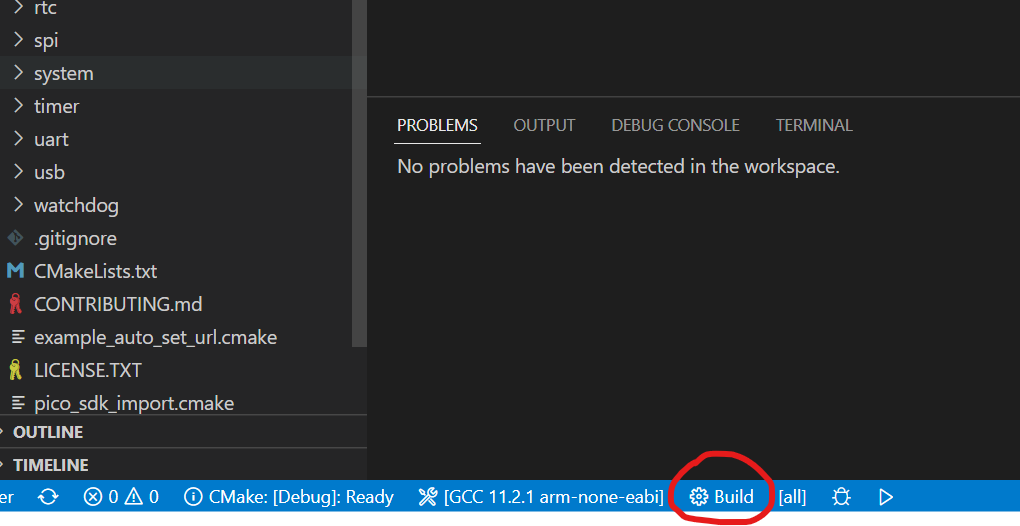 rtc
spi
system
timer
uart
usb
watchdog
.gitignore
CMakeLists.txt
CONTRIBUTING.md
example_auto_set_url.cmake
LICENSE.TXT
pico_sdk_import.cmake
OUTLINE
TIMELINE
PROBLEMS OUTPUT DEBUG CONSOLE TERMINAL
No problems have been detected in the workspace.
er 0 0 CMake: [Debug]: Ready [GCC 11.2.1 arm-none-eabi] Build [all]